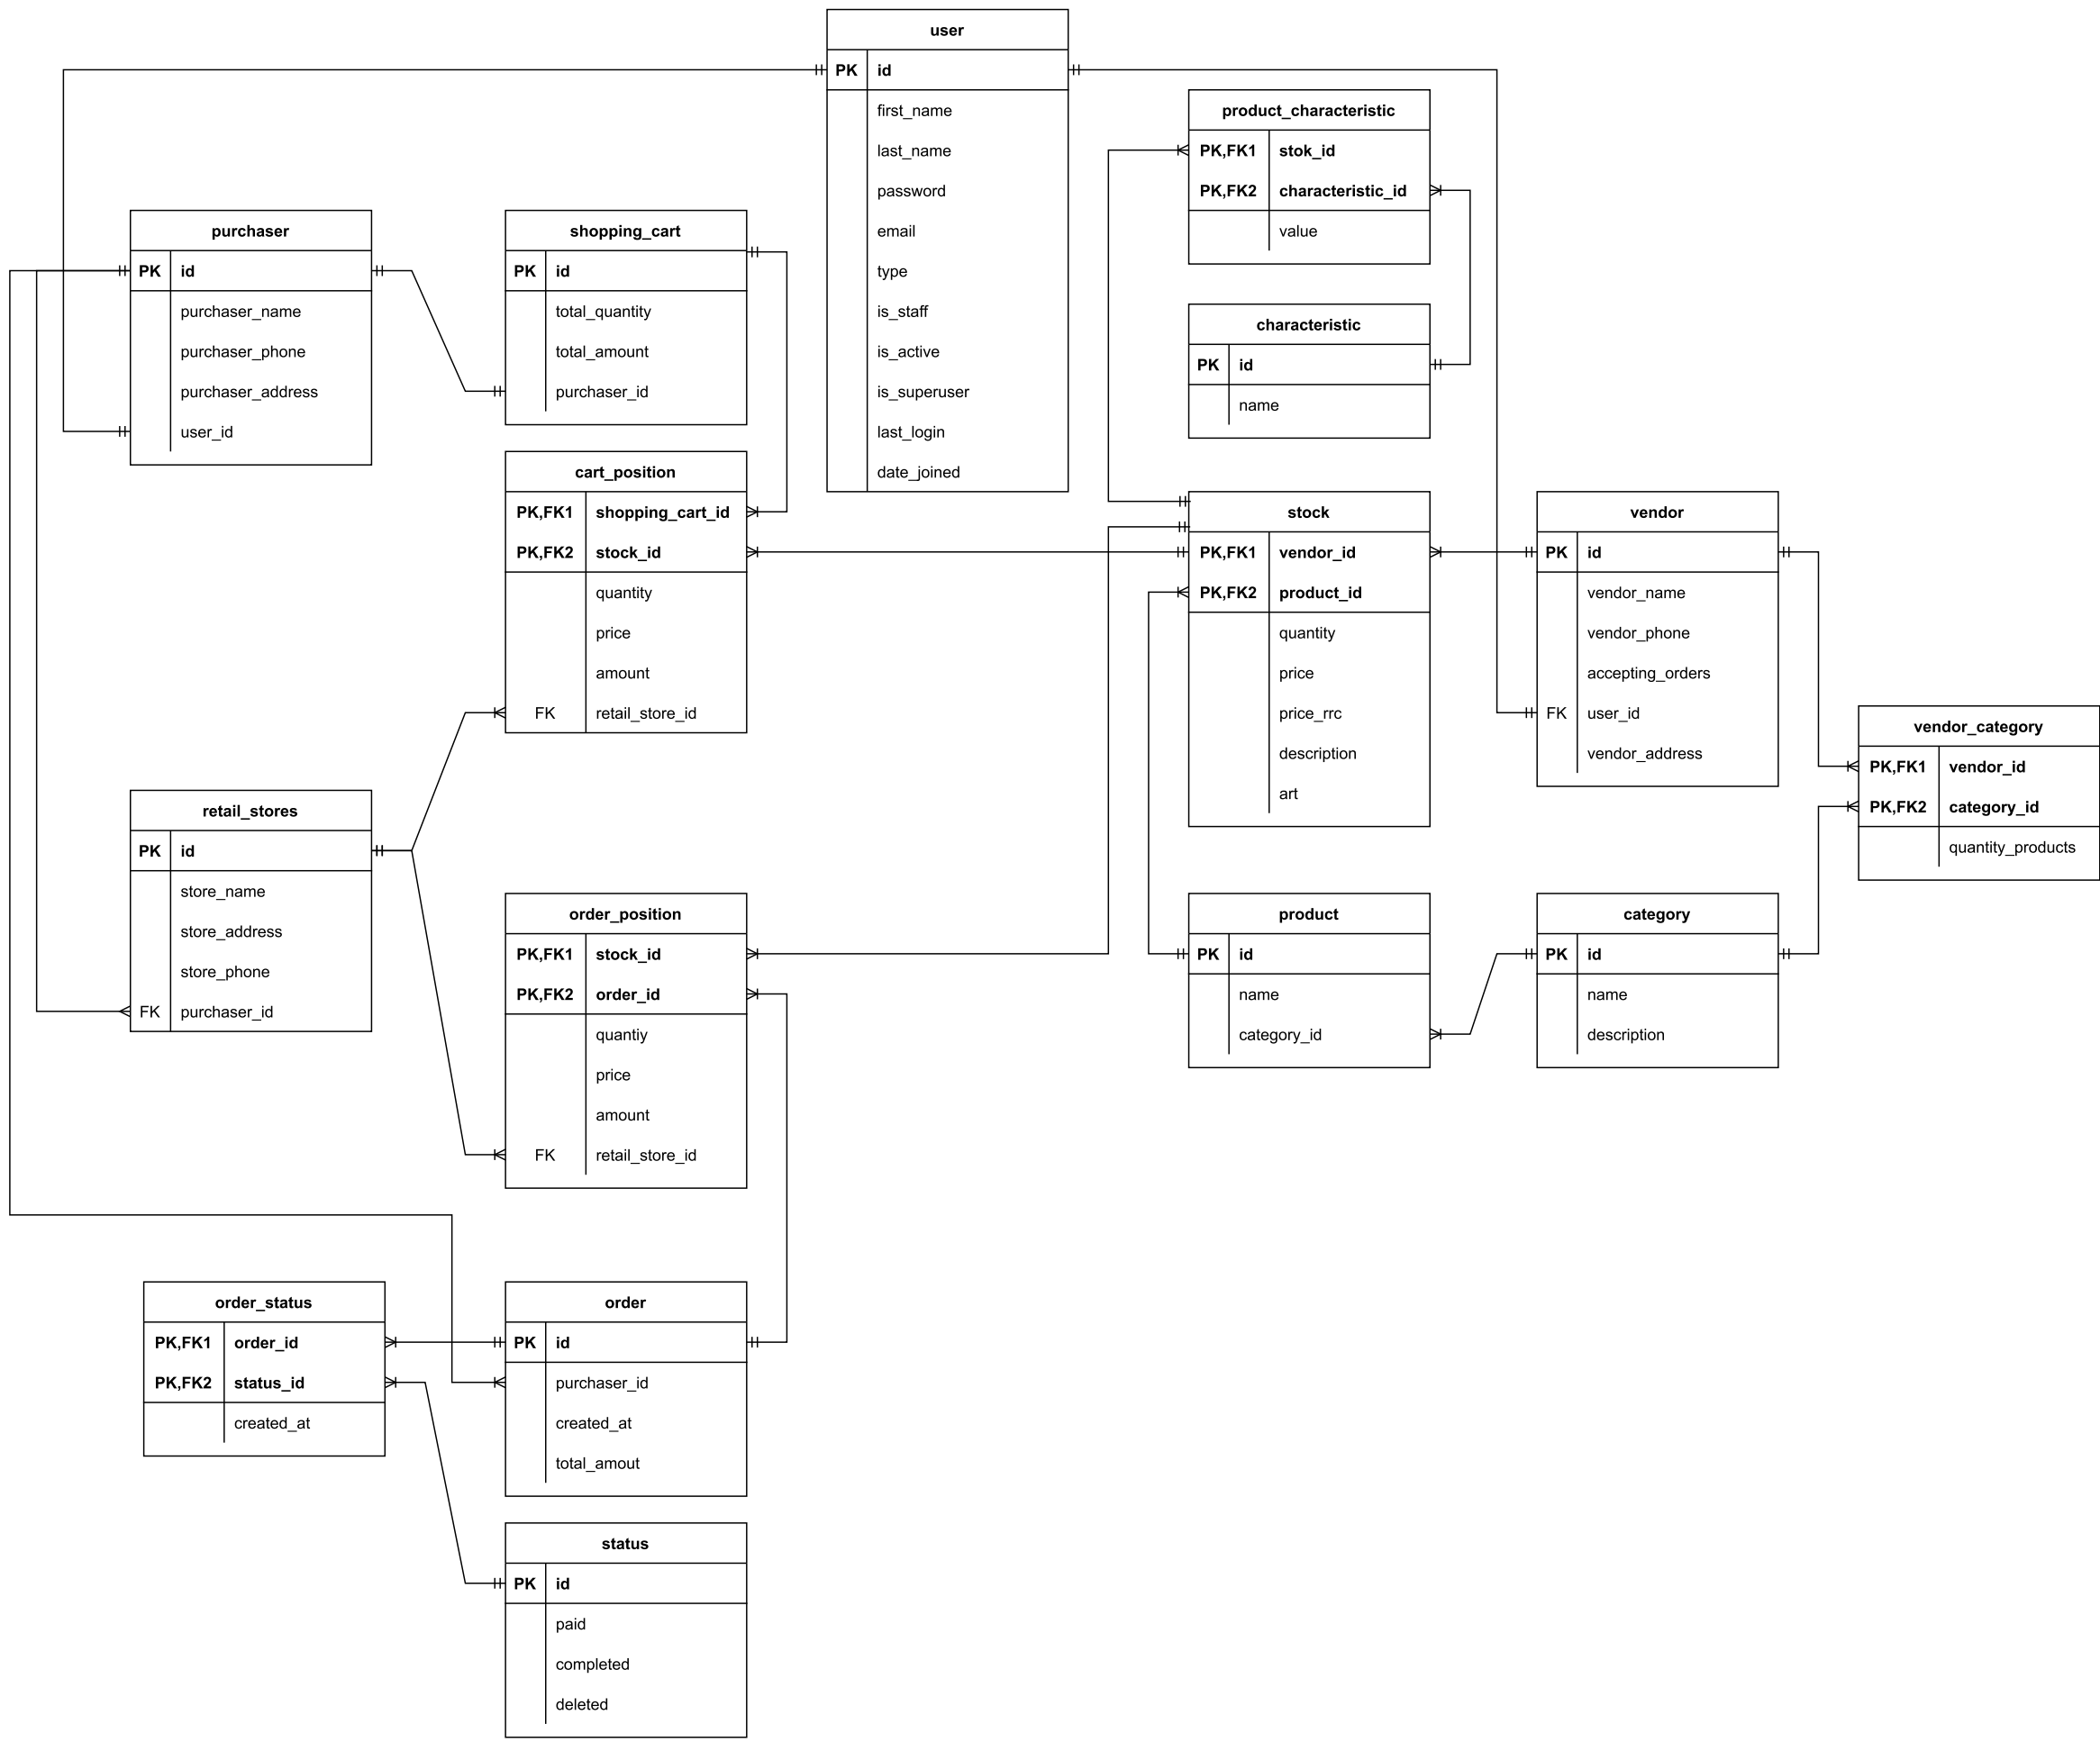 user
PK id
first_name
last_name
password
email
type
is_staff
is_active
is_superuser
last_login
date_joined
product_characteristic
PK,FK1 stok_id
PK,FK2 characteristic_id
value
purchaser
PK id
purchaser_name
purchaser_phone
purchaser_address
user_id
shopping_cart
PK id
total_quantity
total_amount
purchaser_id
characteristic
PK id
name
cart_position
PK,FK1 shopping_cart_id
PK,FK2 stock_id
quantity
price
amount
FK retail_store_id
stock
PK,FK1 vendor_id
PK,FK2 product_id
quantity
price
price_rrc
description
art
vendor
PK id
vendor_name
vendor_phone
accepting_orders
FK user_id
vendor_address
vendor_category
PK,FK1 vendor_id
PK,FK2 category_id
quantity_products
retail_stores
PK id
store_name
store_address
store_phone
FK purchaser_id
order_position
PK,FK1 stock_id
PK,FK2 order_id
quantiy
price
amount
FK retail_store_id
product
PK id
name
category_id
category
PK id
name
description
order_status
PK,FK1 order_id
PK,FK2 status_id
created_at
order
PK id
purchaser_id
created_at
total_amout
status
PK id
paid
completed
deleted